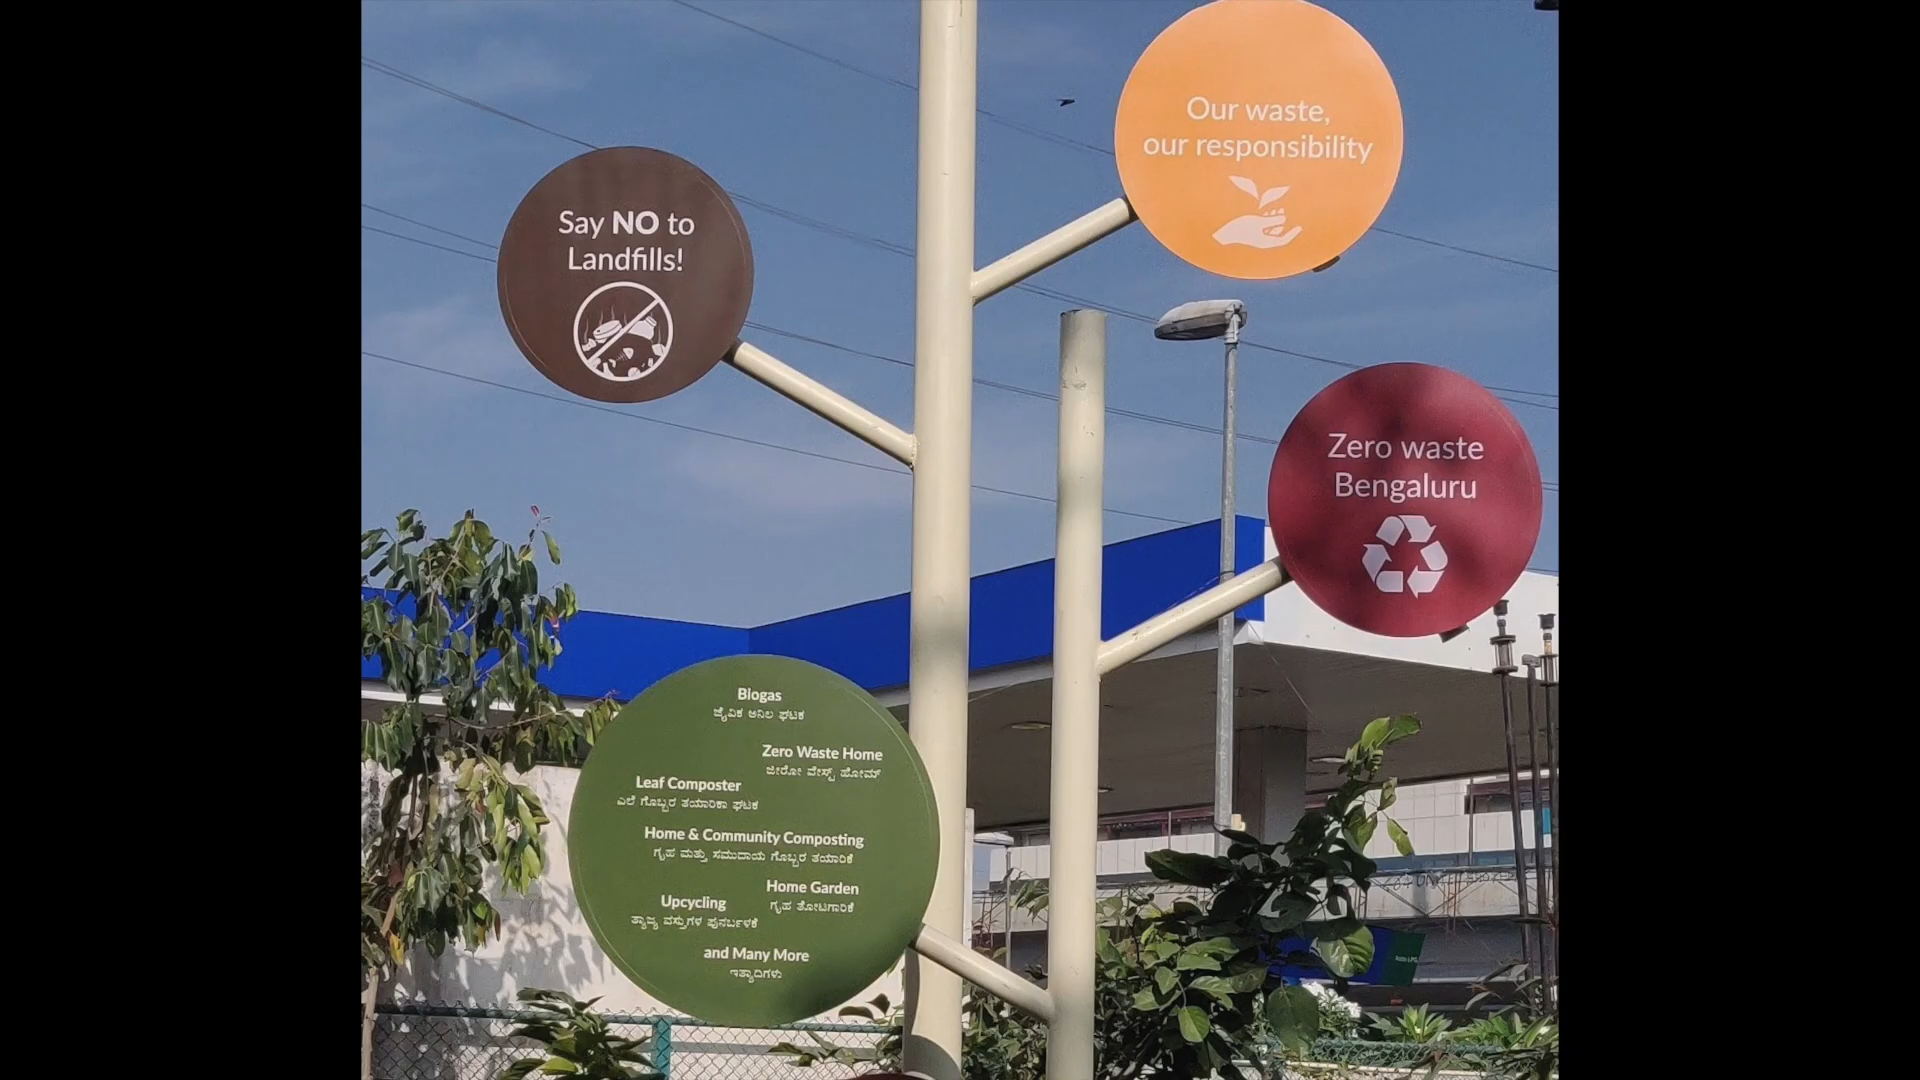 Our waste,
our responsibility
Say NO to
Landfills!
Zero waste
Bengaluru
Biogas
ಜೈವಿಕ ಅನಿಲ ಘಟಕ
Zero Waste Home
ಜೀರೋ ವೇಸ್ಟ್ ಹೋಮ್
Leaf Composter
ಎಲೆ ಗೊಬ್ಬರ ತಯಾರಿಕಾ ಘಟಕ
Home & Community Composting
ಗೃಹ ಮತ್ತು ಸಮುದಾಯ ಗೊಬ್ಬರ ತಯಾರಿಕೆ
Home Garden
ಗೃಹ ತೋಟಗಾರಿಕೆ
Upcycling
ತ್ಯಾಜ್ಯ ವಸ್ತುಗಳ ಪುನರ್ಬಳಕೆ
and Many More
ಇತ್ಯಾದಿಗಳು
Auto LPG